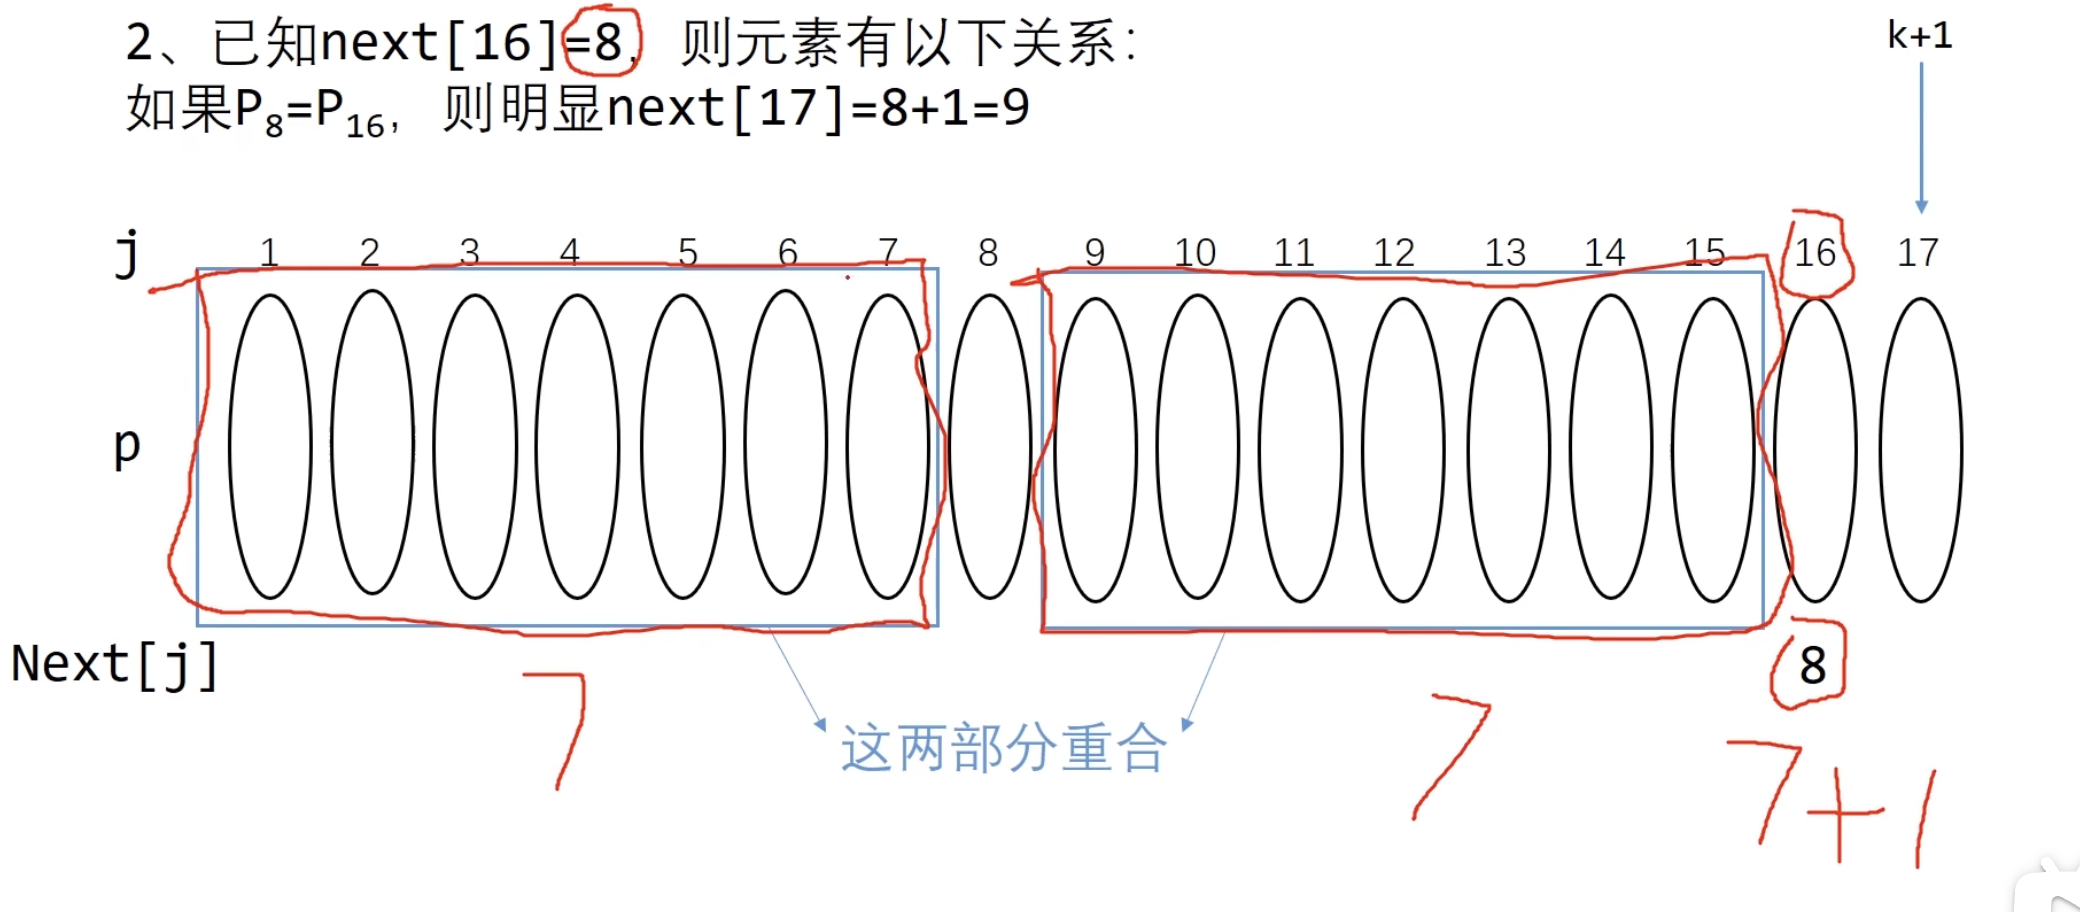 2、已知next[16]=8，则元素有以下关系：
k+1
如果P8=P16，则明显next[17]=8+1=9
j 1 2 3 4 5 6 7 8 9 10 11 12 13 14 15 16 17
p
Next[j] 8
7 7
这两部分重合
7+1